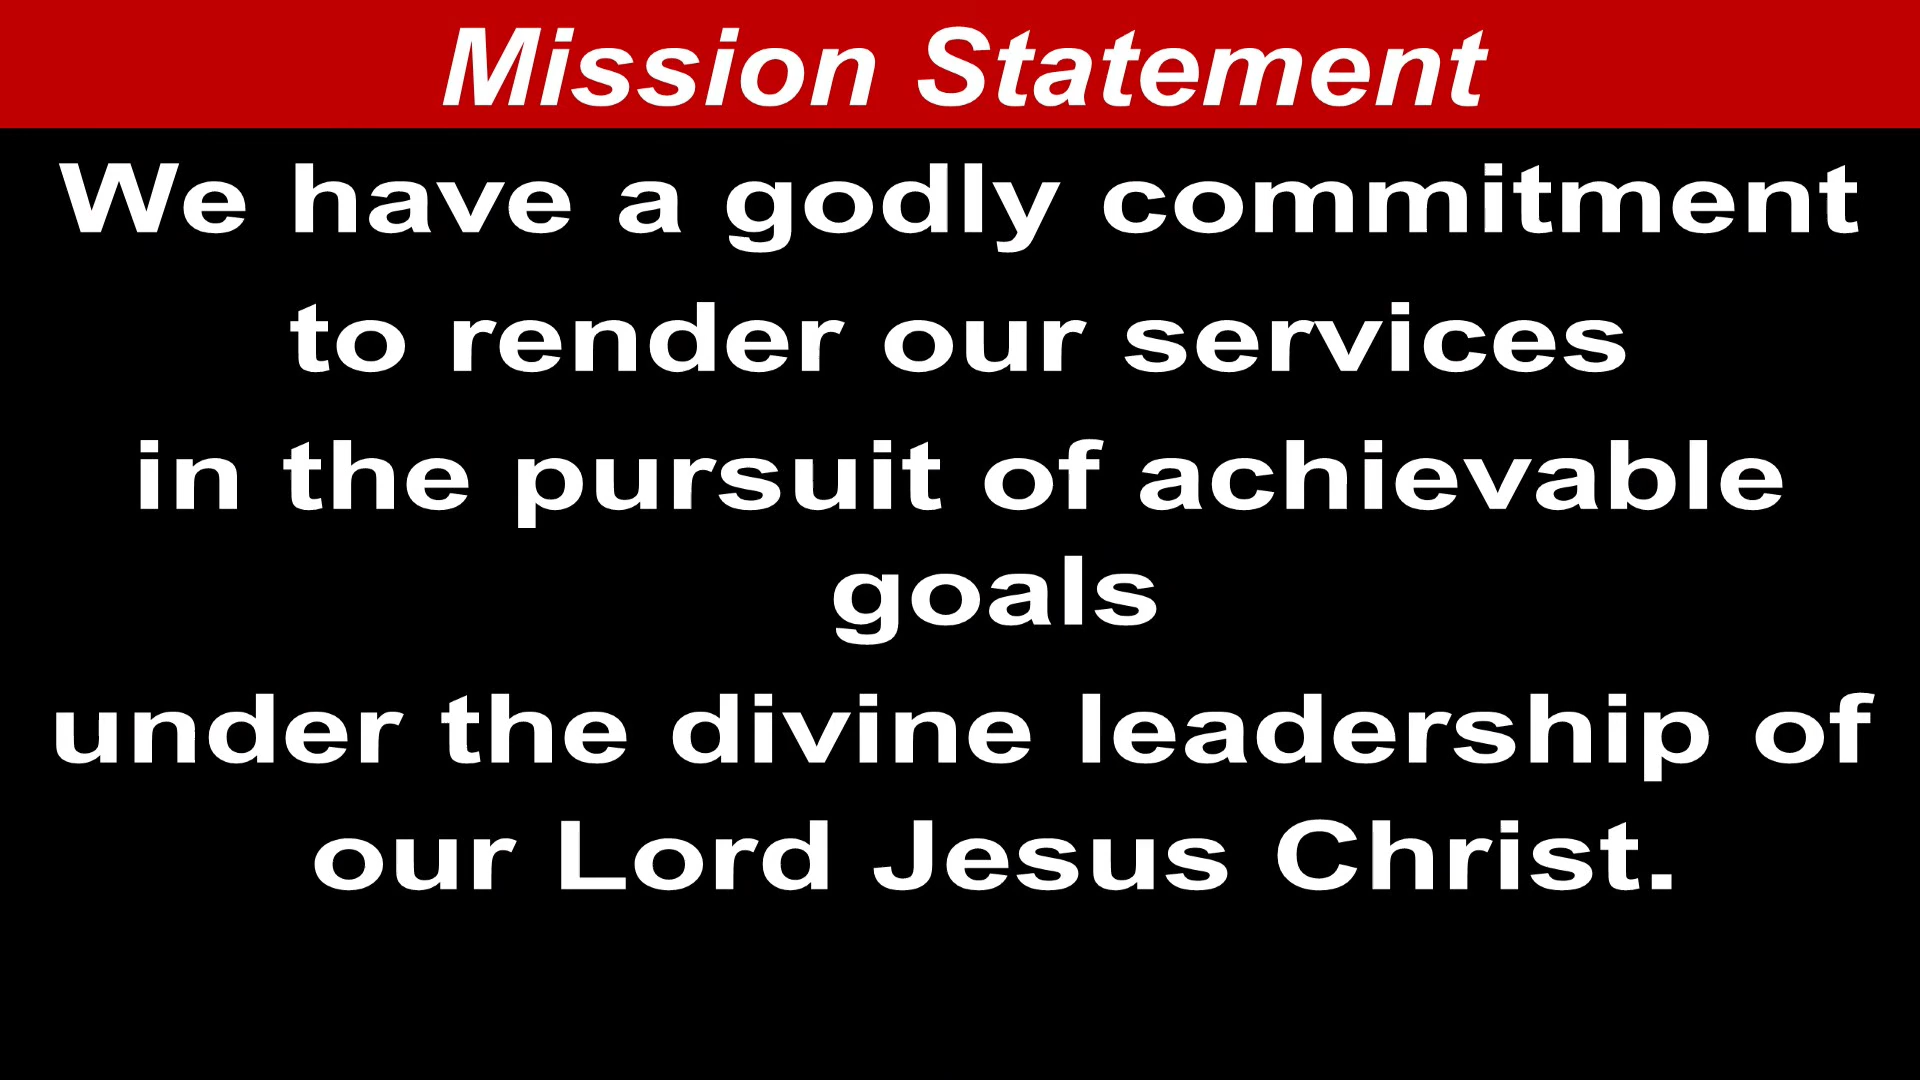 Mission Statement
We have a godly commitment
to render our services
in the pursuit of achievable
goals
under the divine leadership of
our Lord Jesus Christ.